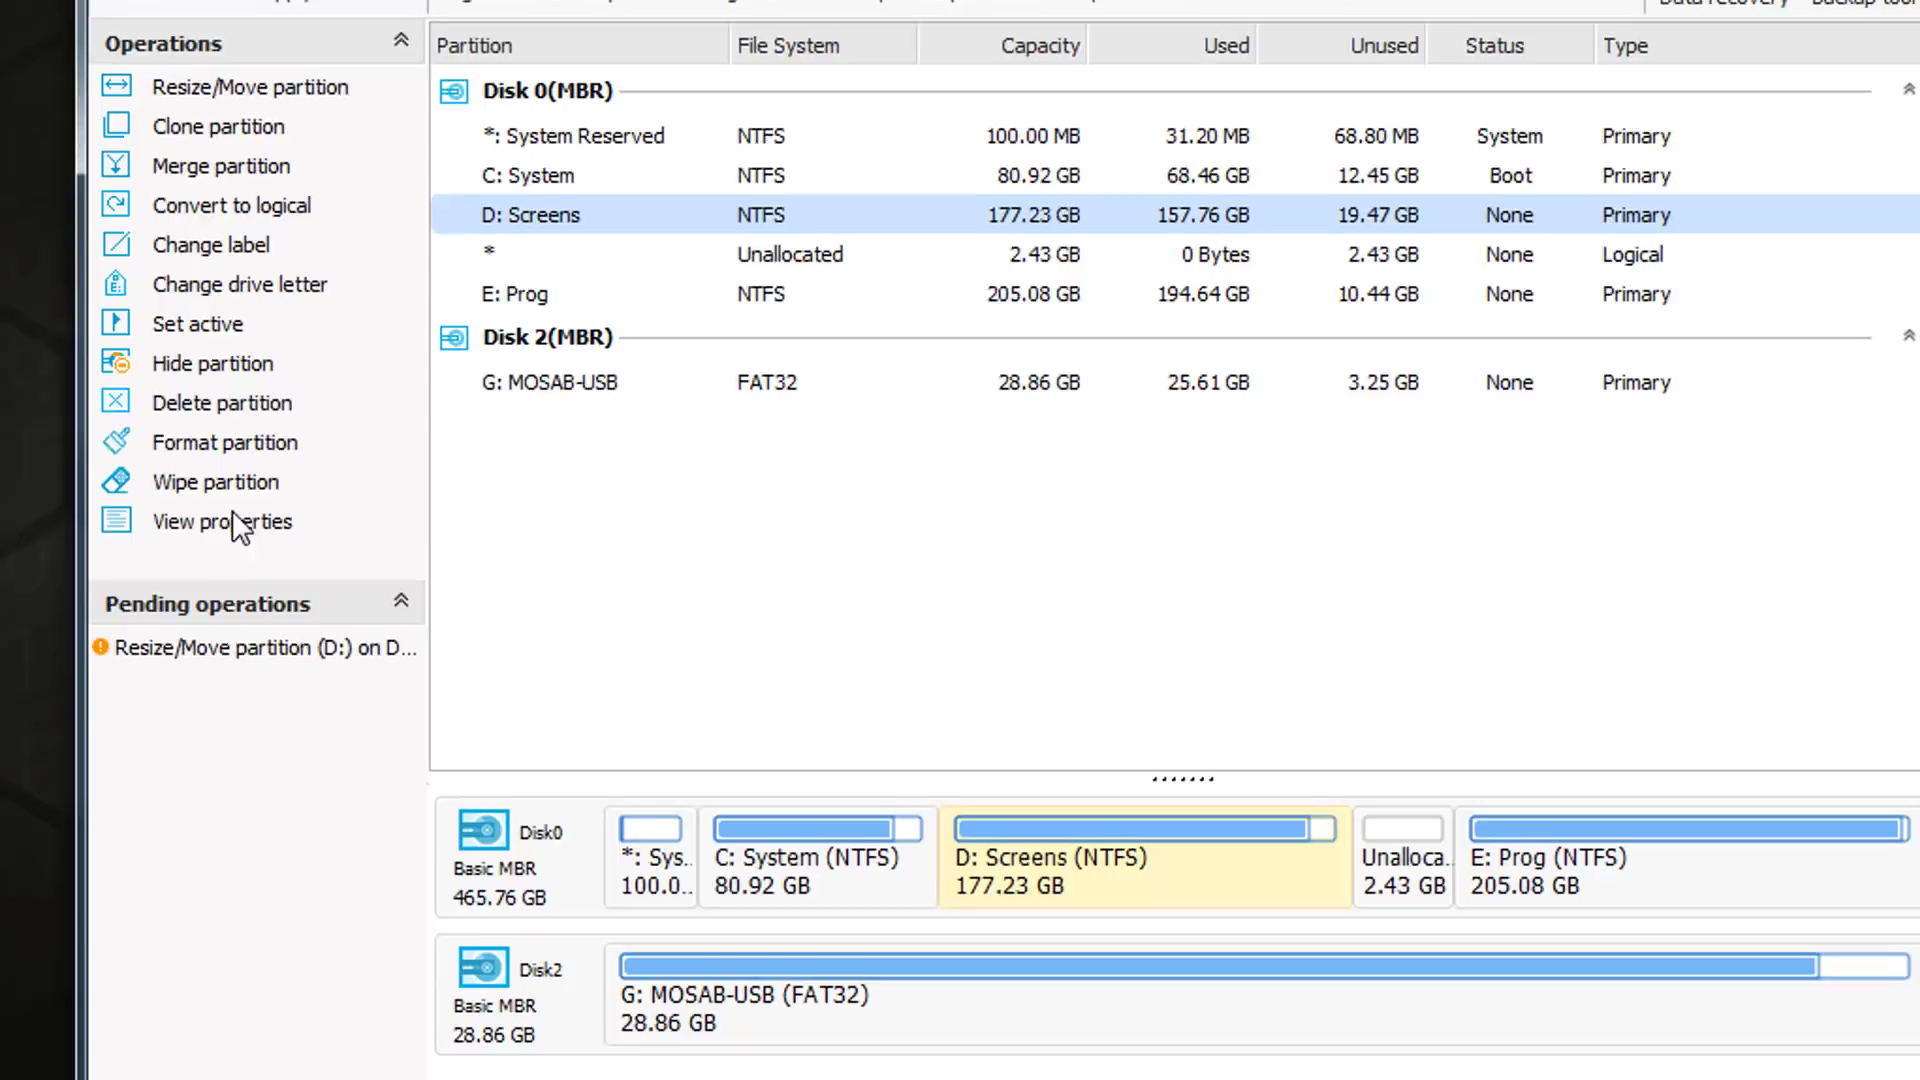 Operations
Partition File System Capacity Used Unused Status Type
Resize/Move partition
Clone partition
Merge partition
Convert to logical
Change label
Change drive letter
Set active
Hide partition
Delete partition
Format partition
Wipe partition
View properties
Disk 0(MBR)
*: System Reserved NTFS 100.00 MB 31.20 MB 68.80 MB System Primary
C: System NTFS 80.92 GB 68.46 GB 12.45 GB Boot Primary
D: Screens NTFS 177.23 GB 157.76 GB 19.47 GB None Primary
* Unallocated 2.43 GB 0 Bytes 2.43 GB None Logical
E: Prog NTFS 205.08 GB 194.64 GB 10.44 GB None Primary
Disk 2(MBR)
G: MOSAB-USB FAT32 28.86 GB 25.61 GB 3.25 GB None Primary
Pending operations
Resize/Move partition (D:) on D...
Disk0
Basic MBR
465.76 GB
*: Sys...
100.0...
C: System (NTFS)
80.92 GB
D: Screens (NTFS)
177.23 GB
Unalloca...
2.43 GB
E: Prog (NTFS)
205.08 GB
Disk2
Basic MBR
28.86 GB
G: MOSAB-USB (FAT32)
28.86 GB